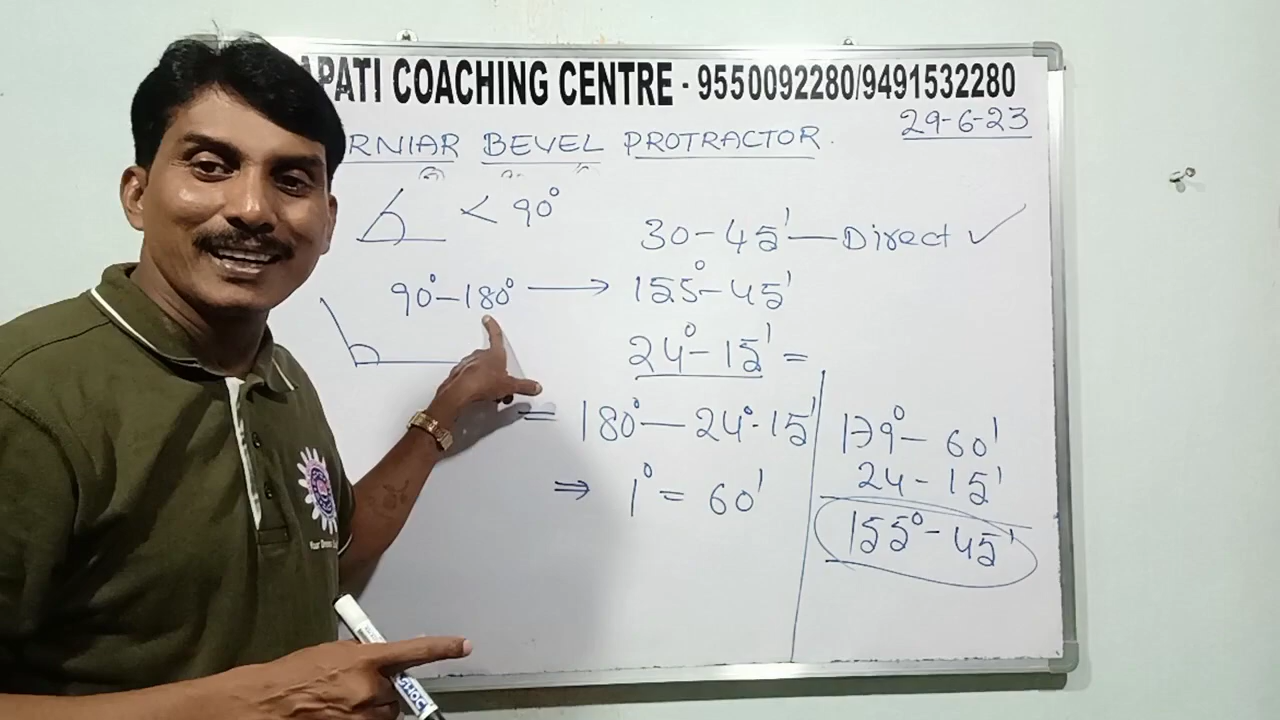 APATI COACHING CENTRE - 9550092280/9491532280
29-6-23
RNIAR BEVEL PROTRACTOR.
< 90°
30-45' — Direct ✓
90°-180° → 155°-45'
24°-15' =
= 180° — 24°-15'
⇒ 1° = 60'
179° - 60'
24 - 15'
155° - 45'